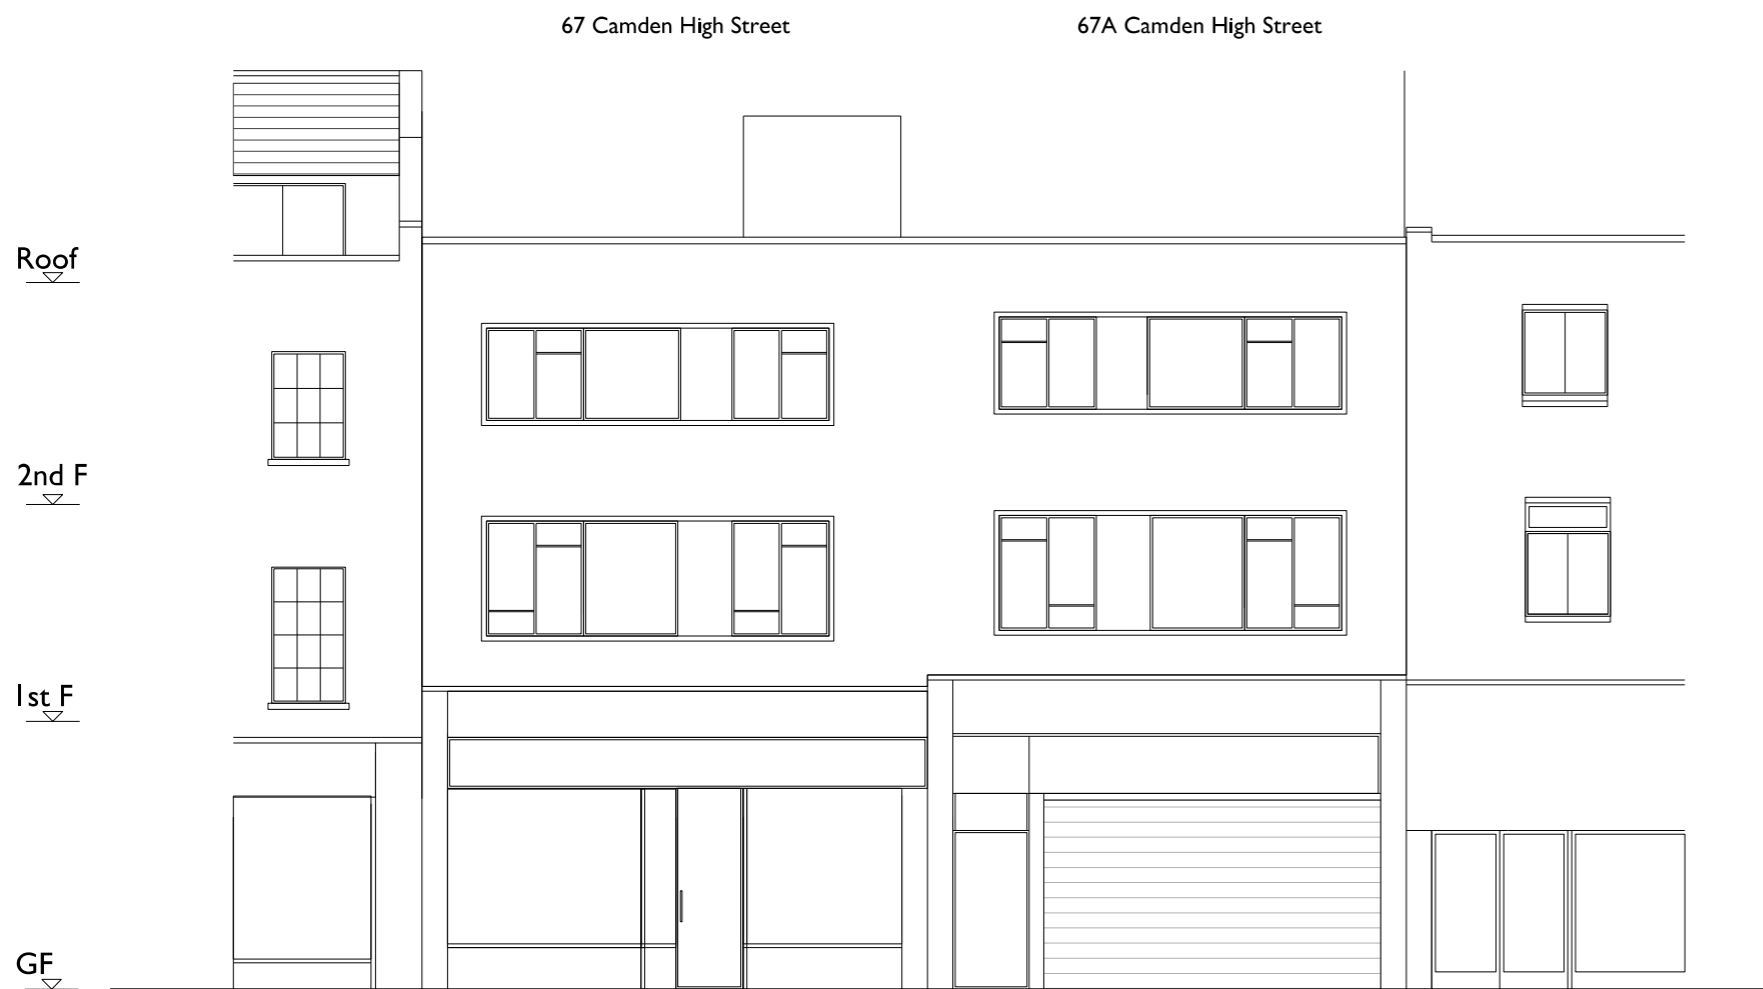 67 Camden High Street
67A Camden High Street
Roof
2nd F
1st F
GF